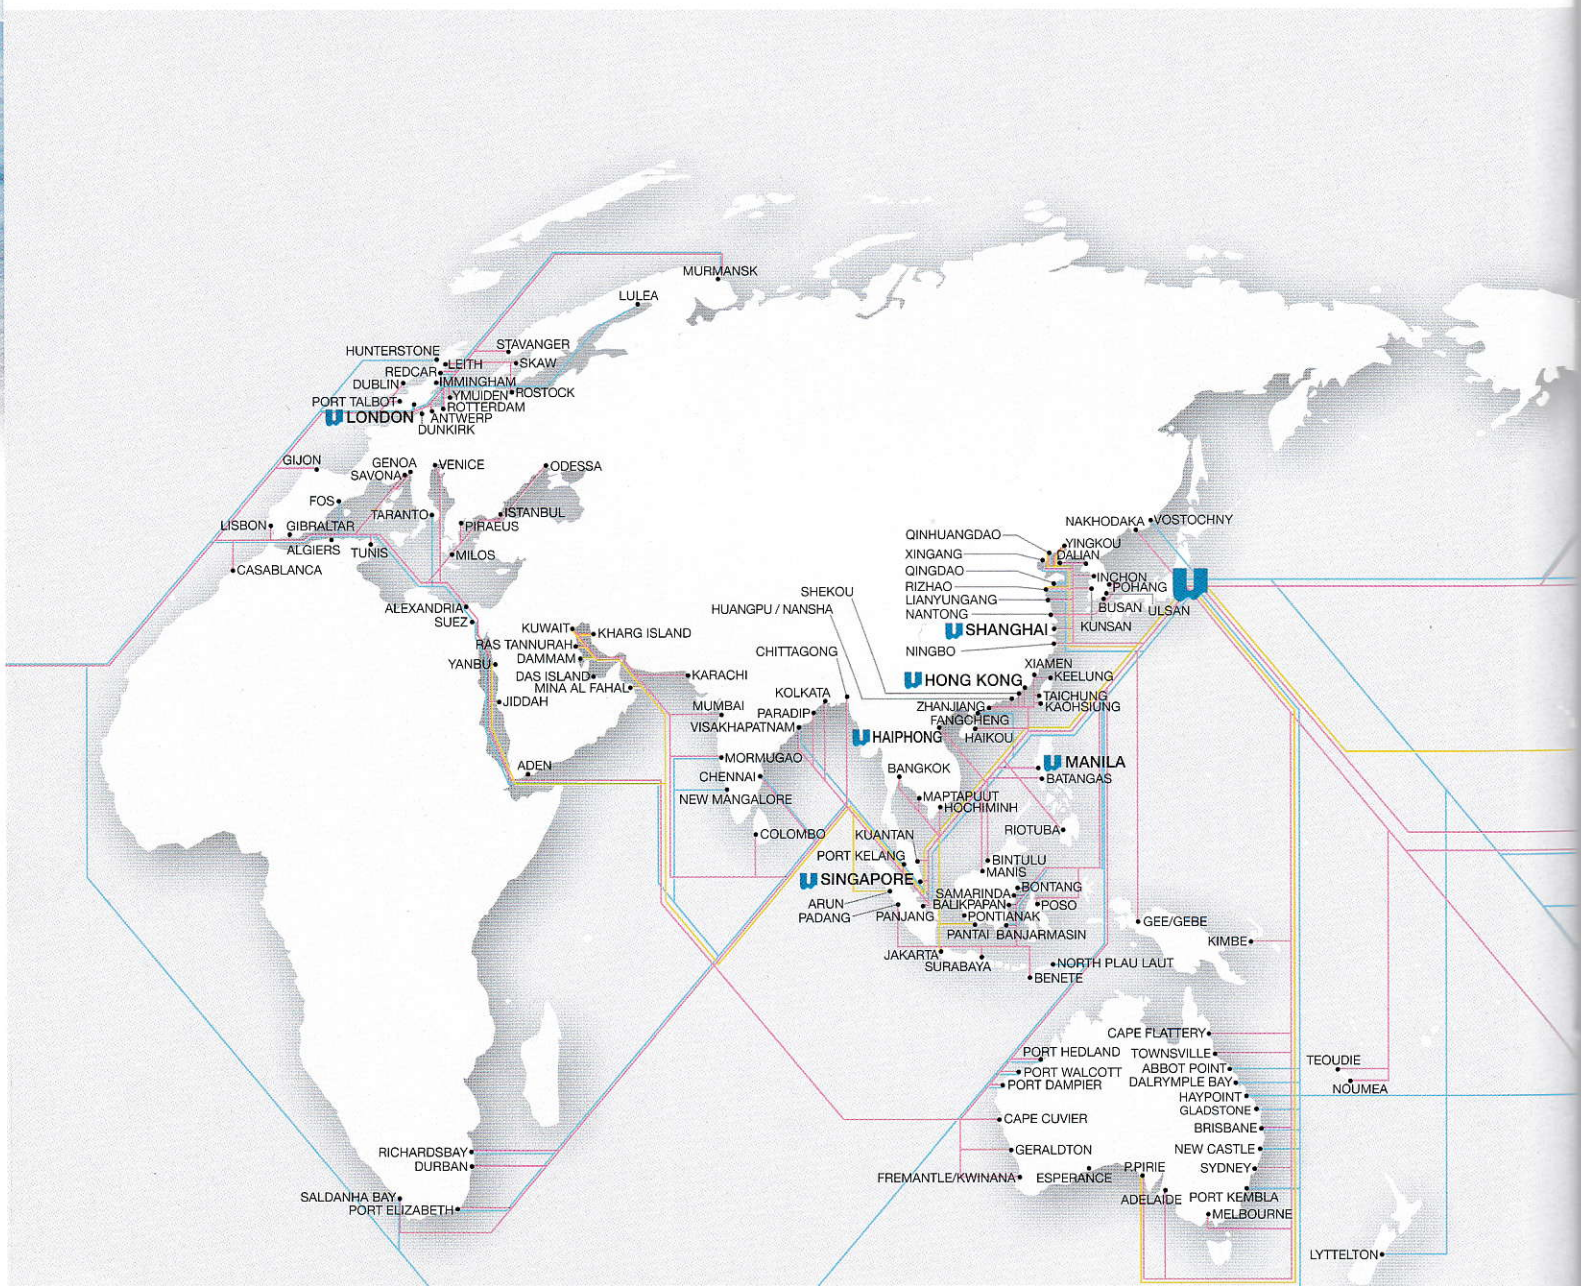 MURMANSK
LULEA
STAVANGER
HUNTERSTONE
LEITH
SKAW
REDCAR
DUBLIN
IMMINGHAM
YMUIDEN
ROSTOCK
PORT TALBOT
ROTTERDAM
LONDON
ANTWERP
DUNKIRK
GIJON
GENOA
SAVONA
VENICE
ODESSA
FOS
TARANTO
ISTANBUL
PIRAEUS
LISBON
GIBRALTAR
ALGIERS
TUNIS
MILOS
CASABLANCA
ALEXANDRIA
SUEZ
KUWAIT
KHARG ISLAND
RAS TANNURAH
DAMMAM
YANBU
DAS ISLAND
MINA AL FAHAL
JIDDAH
KARACHI
ADEN
MUMBAI
VISAKHAPATNAM
PARADIP
KOLKATA
CHITTAGONG
HUANGPU / NANSHA
SHEKOU
MORMUGAO
CHENNAI
NEW MANGALORE
COLOMBO
QINHUANGDAO
XINGANG
QINGDAO
RIZHAO
LIANYUNGANG
NANTONG
SHANGHAI
NINGBO
NAKHODAKA
VOSTOCHNY
YINGKOU
DALIAN
INCHON
POHANG
BUSAN
ULSAN
KUNSAN
XIAMEN
HONG KONG
KEELUNG
TAICHUNG
ZHANJIANG
KAOHSIUNG
FANGCHENG
HAIPHONG
HAIKOU
BANGKOK
MANILA
BATANGAS
MAPTAPUUT
HOCHIMINH
KUANTAN
RIOTUBA
PORT KELANG
BINTULU
MANIS
SINGAPORE
SAMARINDA
BONTANG
ARUN
BALIKPAPAN
POSO
PADANG
PANJANG
PONTIANAK
PANTAI
BANJARMASIN
GEE/GEBE
KIMBE
JAKARTA
SURABAYA
NORTH PLAU LAUT
BENETE
CAPE FLATTERY
PORT HEDLAND
TOWNSVILLE
PORT WALCOTT
ABBOT POINT
PORT DAMPIER
DALRYMPLE BAY
HAYPOINT
TEOUDIE
NOUMEA
CAPE CUVIER
GLADSTONE
BRISBANE
GERALDTON
NEW CASTLE
FREMANTLE/KWINANA
ESPERANCE
P.PIRIE
SYDNEY
ADELAIDE
PORT KEMBLA
MELBOURNE
LYTTELTON
RICHARDSBAY
DURBAN
SALDANHA BAY
PORT ELIZABETH